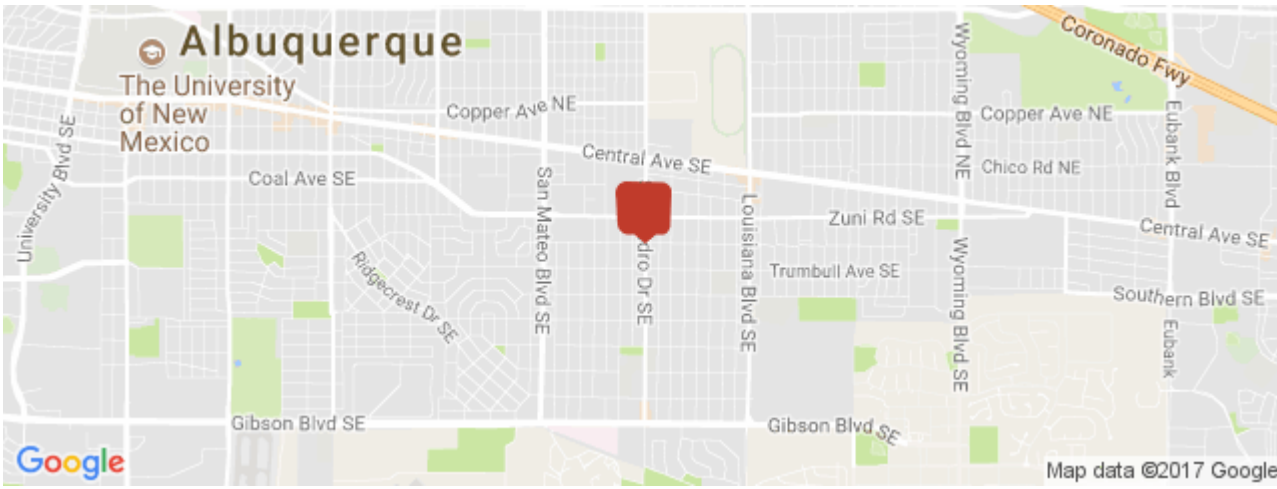 Albuquerque
The University
of New
Mexico
Coronado Fwy
Wyoming Blvd NE
Copper Ave NE
Copper Ave NE
Eubank Blvd
University Blvd SE
Central Ave SE
Chico Rd NE
Coal Ave SE
San Mateo Blvd SE
Louisiana Blvd SE
Zuni Rd SE
Central Ave SE
dro Dr SE
Wyoming Blvd SE
Ridgecrest Dr SE
Trumbull Ave SE
Southern Blvd SE
Eubank
Gibson Blvd SE
Gibson Blvd SE
Google
Map data ©2017 Google